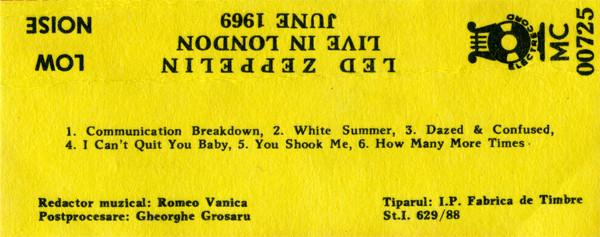 LED ZEPPELIN
LIVE IN LONDON
JUNE 1969
LOW
NOISE
ELECTRECORD
MC
00725
1. Communication Breakdown, 2. White Summer, 3. Dazed & Confused,
4. I Can't Quit You Baby, 5. You Shook Me, 6. How Many More Times
Redactor muzical: Romeo Vanica
Postprocesare: Gheorghe Grosaru
Tiparul: I.P. Fabrica de Timbre
St.I. 629/88